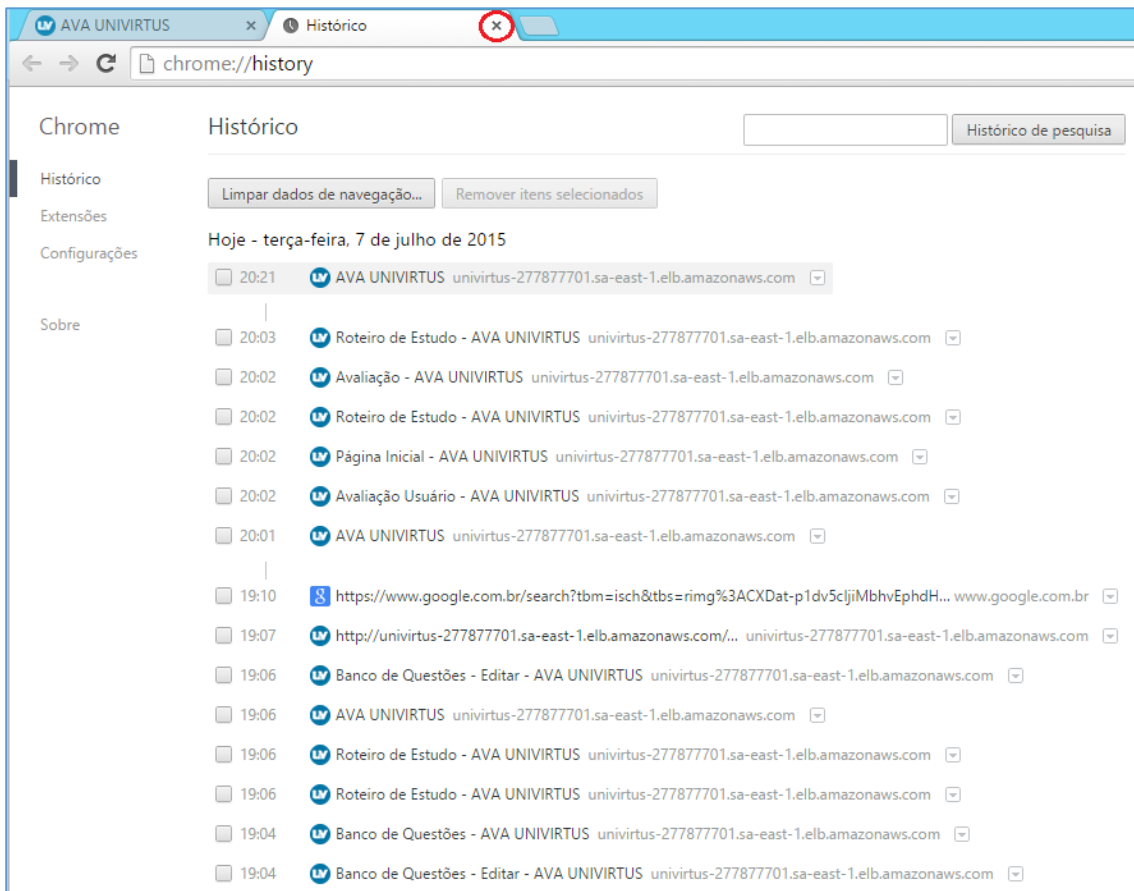 AVA UNIVIRTUS × Histórico ×
chrome://history
Chrome Histórico Histórico de pesquisa
Histórico
Limpar dados de navegação... Remover itens selecionados
Extensões
Hoje - terça-feira, 7 de julho de 2015
Configurações
20:21 AVA UNIVIRTUS univirtus-277877701.sa-east-1.elb.amazonaws.com
Sobre
20:03 Roteiro de Estudo - AVA UNIVIRTUS univirtus-277877701.sa-east-1.elb.amazonaws.com
20:02 Avaliação - AVA UNIVIRTUS univirtus-277877701.sa-east-1.elb.amazonaws.com
20:02 Roteiro de Estudo - AVA UNIVIRTUS univirtus-277877701.sa-east-1.elb.amazonaws.com
20:02 Página Inicial - AVA UNIVIRTUS univirtus-277877701.sa-east-1.elb.amazonaws.com
20:02 Avaliação Usuário - AVA UNIVIRTUS univirtus-277877701.sa-east-1.elb.amazonaws.com
20:01 AVA UNIVIRTUS univirtus-277877701.sa-east-1.elb.amazonaws.com
19:10 https://www.google.com.br/search?tbm=isch&tbs=rimg%3ACXDat-p1dv5cIjiMbhvEphdH... www.google.com.br
19:07 http://univirtus-277877701.sa-east-1.elb.amazonaws.com/... univirtus-277877701.sa-east-1.elb.amazonaws.com
19:06 Banco de Questões - Editar - AVA UNIVIRTUS univirtus-277877701.sa-east-1.elb.amazonaws.com
19:06 AVA UNIVIRTUS univirtus-277877701.sa-east-1.elb.amazonaws.com
19:06 Roteiro de Estudo - AVA UNIVIRTUS univirtus-277877701.sa-east-1.elb.amazonaws.com
19:06 Roteiro de Estudo - AVA UNIVIRTUS univirtus-277877701.sa-east-1.elb.amazonaws.com
19:04 Banco de Questões - AVA UNIVIRTUS univirtus-277877701.sa-east-1.elb.amazonaws.com
19:04 Banco de Questões - Editar - AVA UNIVIRTUS univirtus-277877701.sa-east-1.elb.amazonaws.com